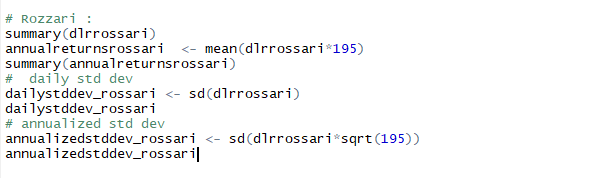 # Rozzari :
summary(dlrrossari)
annualreturnsrossari  <- mean(dlrrossari*195)
summary(annualreturnsrossari)
#  daily std dev
dailystddev_rossari <- sd(dlrrossari)
dailystddev_rossari
# annualized std dev
annualizedstddev_rossari <- sd(dlrrossari*sqrt(195))
annualizedstddev_rossari